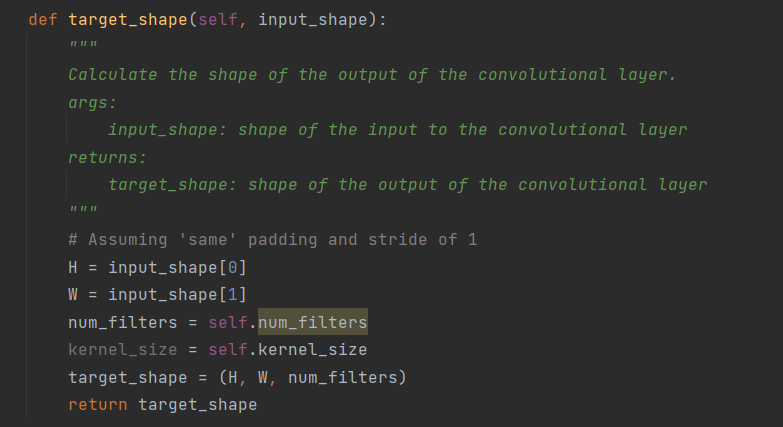 def target_shape(self, input_shape):
    """
    Calculate the shape of the output of the convolutional layer.
    args:
        input_shape: shape of the input to the convolutional layer
    returns:
        target_shape: shape of the output of the convolutional layer
    """
    # Assuming 'same' padding and stride of 1
    H = input_shape[0]
    W = input_shape[1]
    num_filters = self.num_filters
    kernel_size = self.kernel_size
    target_shape = (H, W, num_filters)
    return target_shape